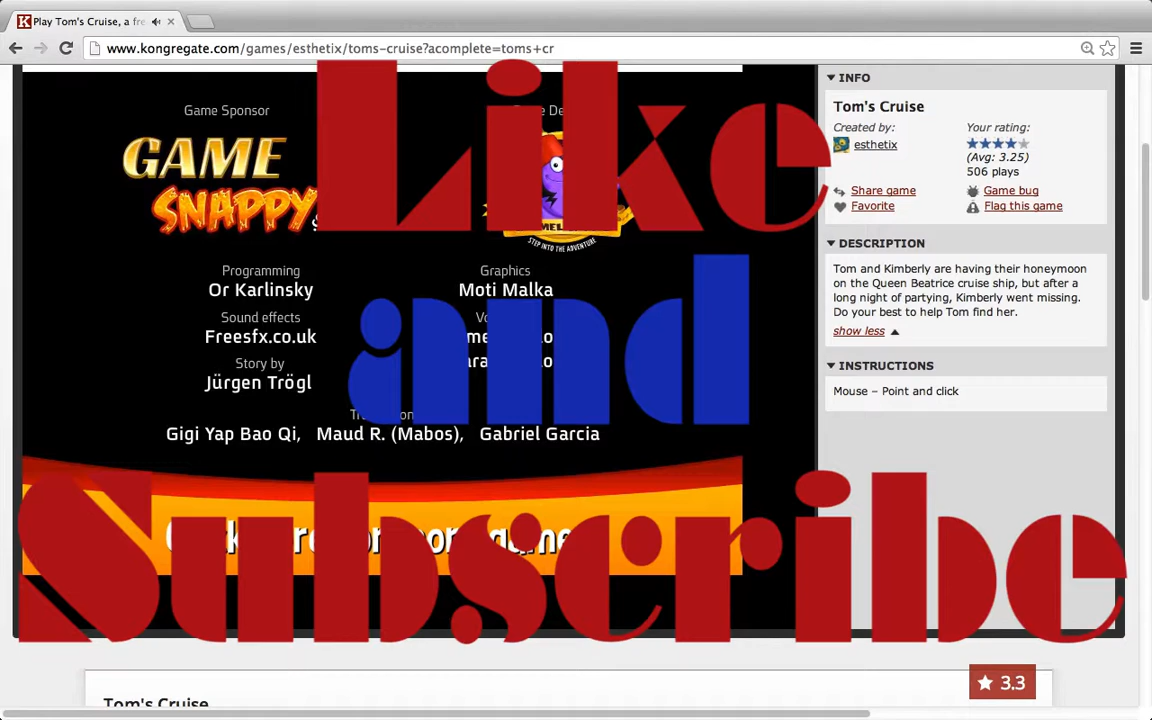 Play Tom's Cruise, a fre
www.kongregate.com/games/esthetix/toms-cruise?acomplete=toms+cr
Like
and
Subscribe
Game Sponsor
GAME
SNAPPY
STEP INTO THE ADVENTURE
Programming
Or Karlinsky
Graphics
Moti Malka
Sound effects
Freesfx.co.uk
Story by
Jürgen Trögl
Gigi Yap Bao Qi, Maud R. (Mabos), Gabriel Garcia
INFO
Tom's Cruise
Created by:
esthetix
Your rating:
(Avg: 3.25)
506 plays
Share game
Favorite
Game bug
Flag this game
DESCRIPTION
Tom and Kimberly are having their honeymoon
on the Queen Beatrice cruise ship, but after a
long night of partying, Kimberly went missing.
Do your best to help Tom find her.
show less
INSTRUCTIONS
Mouse – Point and click
Tom's Cruise
3.3